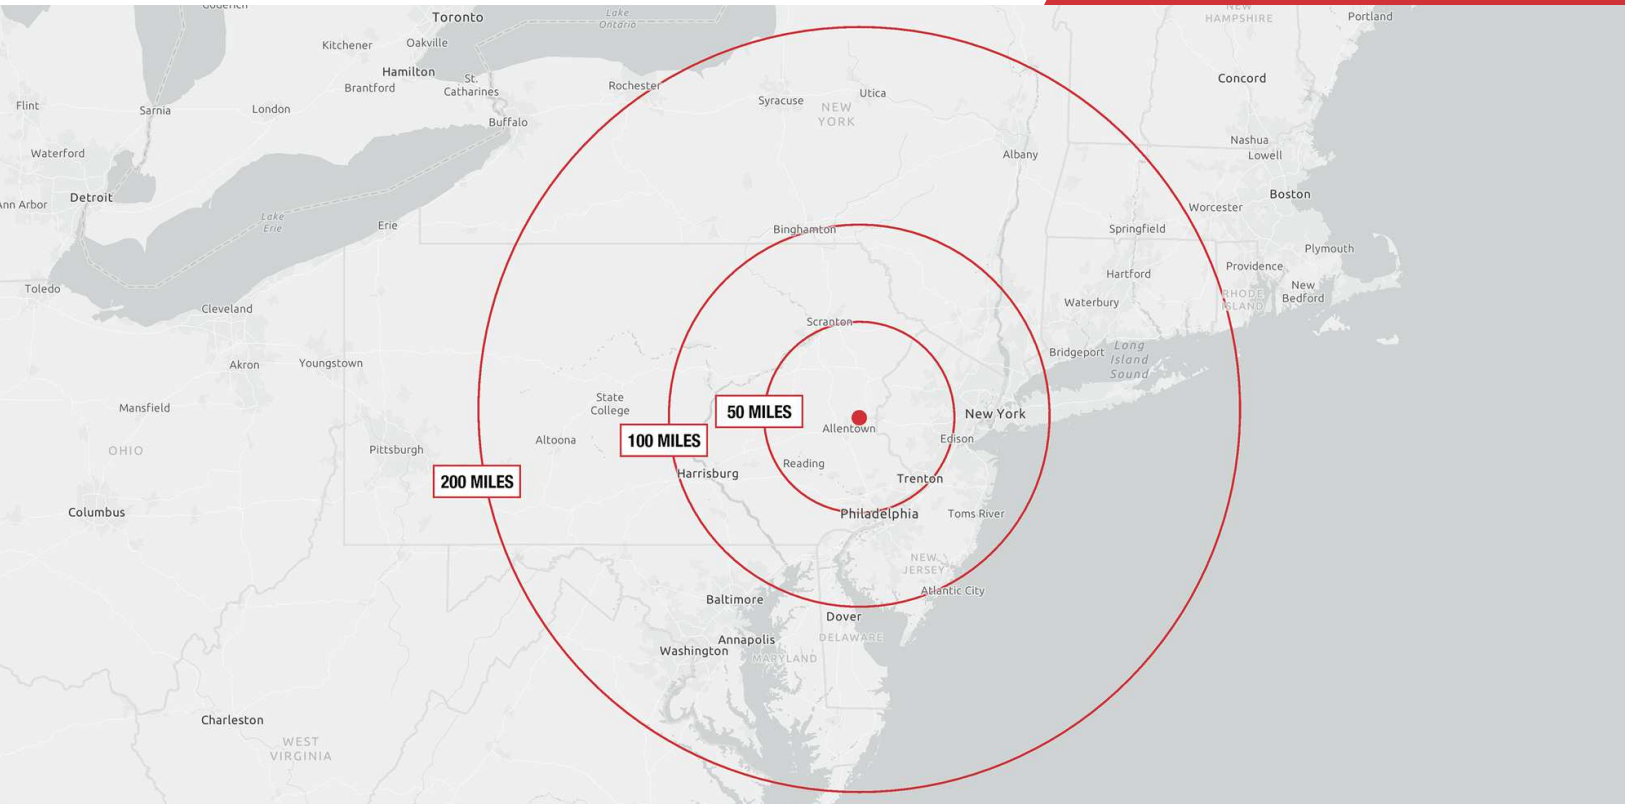 Goderich
Toronto
Lake
Ontario
NEW
HAMPSHIRE
Portland
Kitchener
Oakville
Hamilton
St.
Catharines
Brantford
Rochester
Concord
Flint
Sarnia
London
Syracuse
Utica
NEW
YORK
Buffalo
Nashua
Lowell
Waterford
Albany
Detroit
Ann Arbor
Boston
Worcester
Lake
Erie
Erie
Binghamton
Springfield
Plymouth
Hartford
Providence
Toledo
New
Bedford
RHODE
ISLAND
Waterbury
Cleveland
Scranton
Long
Island
Sound
Bridgeport
Akron
Youngstown
State
College
Mansfield
50 MILES
New York
Allentown
100 MILES
Altoona
Edison
OHIO
Pittsburgh
Reading
Harrisburg
Trenton
200 MILES
Columbus
Philadelphia
Toms River
NEW
JERSEY
Atlantic City
Baltimore
Dover
Annapolis
DELAWARE
Washington
MARYLAND
Charleston
WEST
VIRGINIA